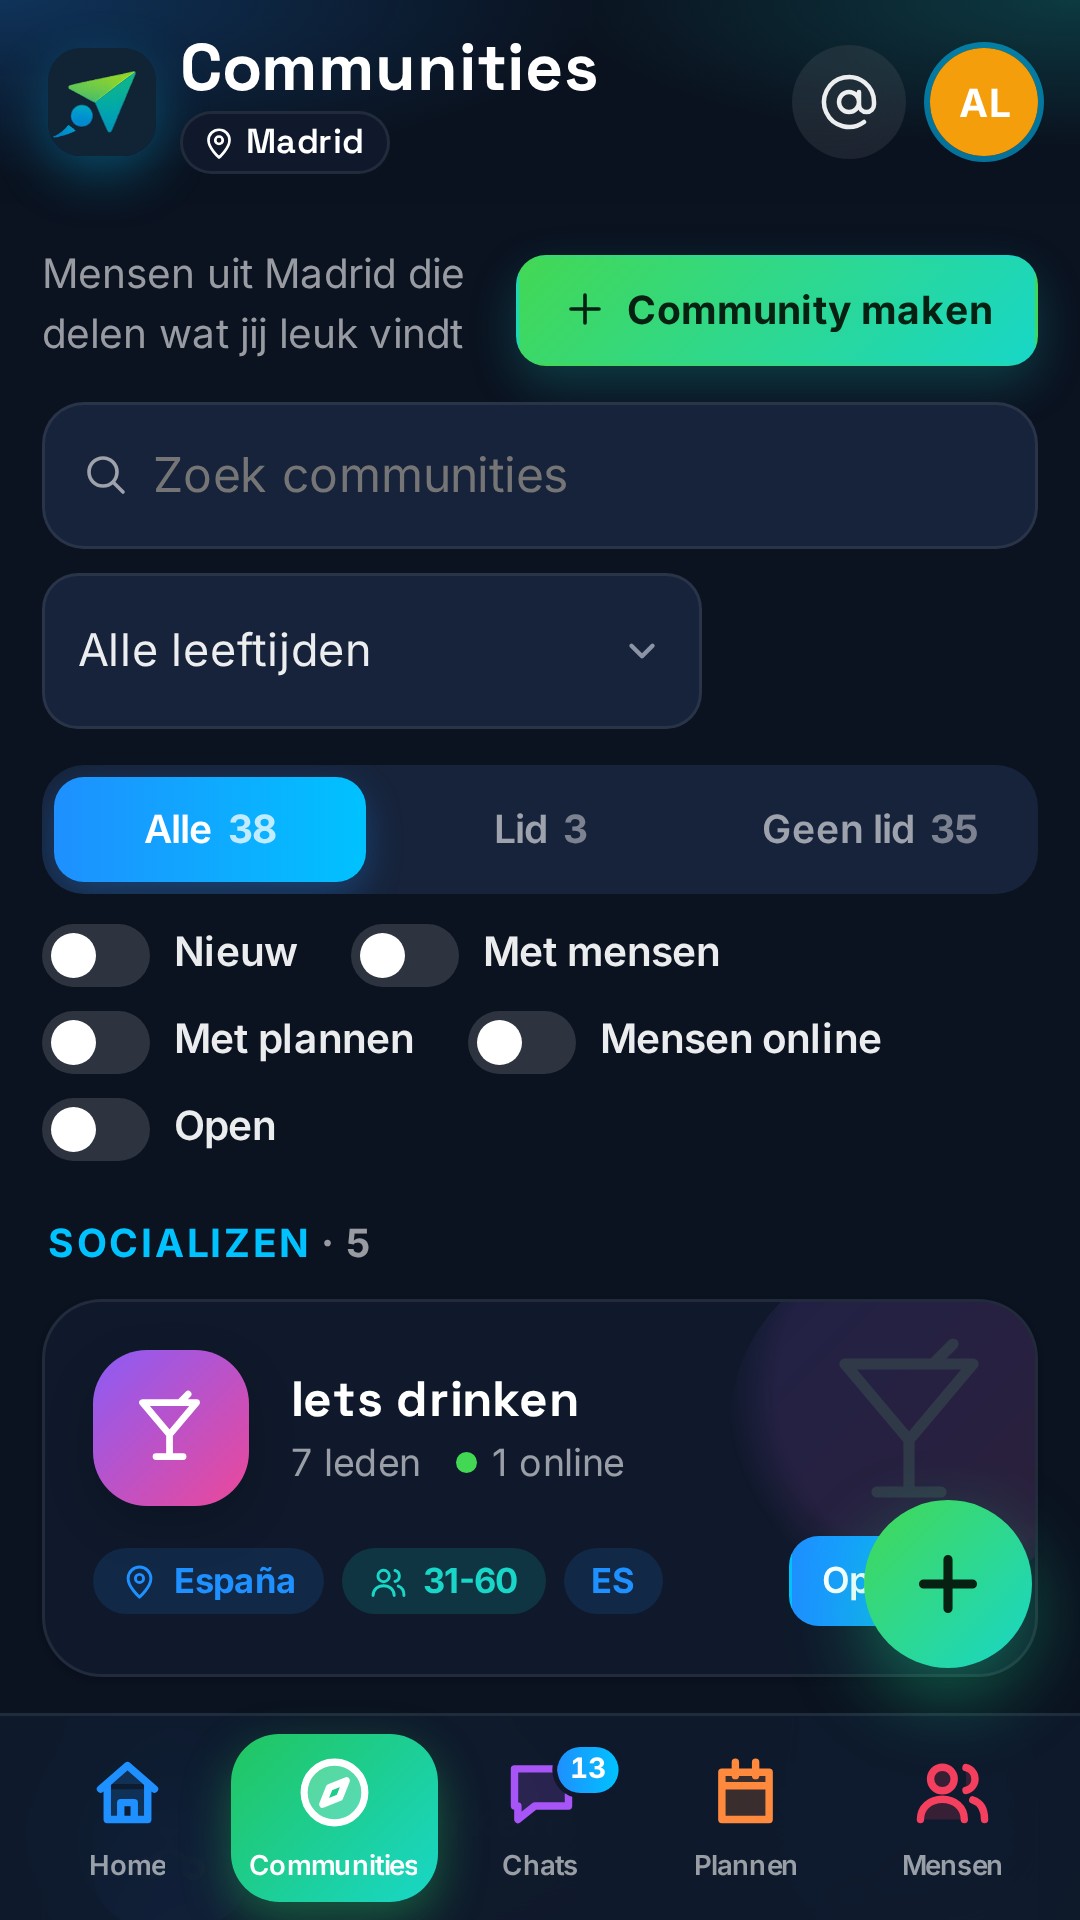 Communities
Madrid
@
AL
Mensen uit Madrid die
delen wat jij leuk vindt
+ Community maken
Zoek communities
Alle leeftijden
Alle 38
Lid 3
Geen lid 35
Nieuw
Met mensen
Met plannen
Mensen online
Open
SOCIALIZEN · 5
Iets drinken
7 leden
1 online
España
31-60
ES
Op
+
13
Home
Communities
Chats
Plannen
Mensen